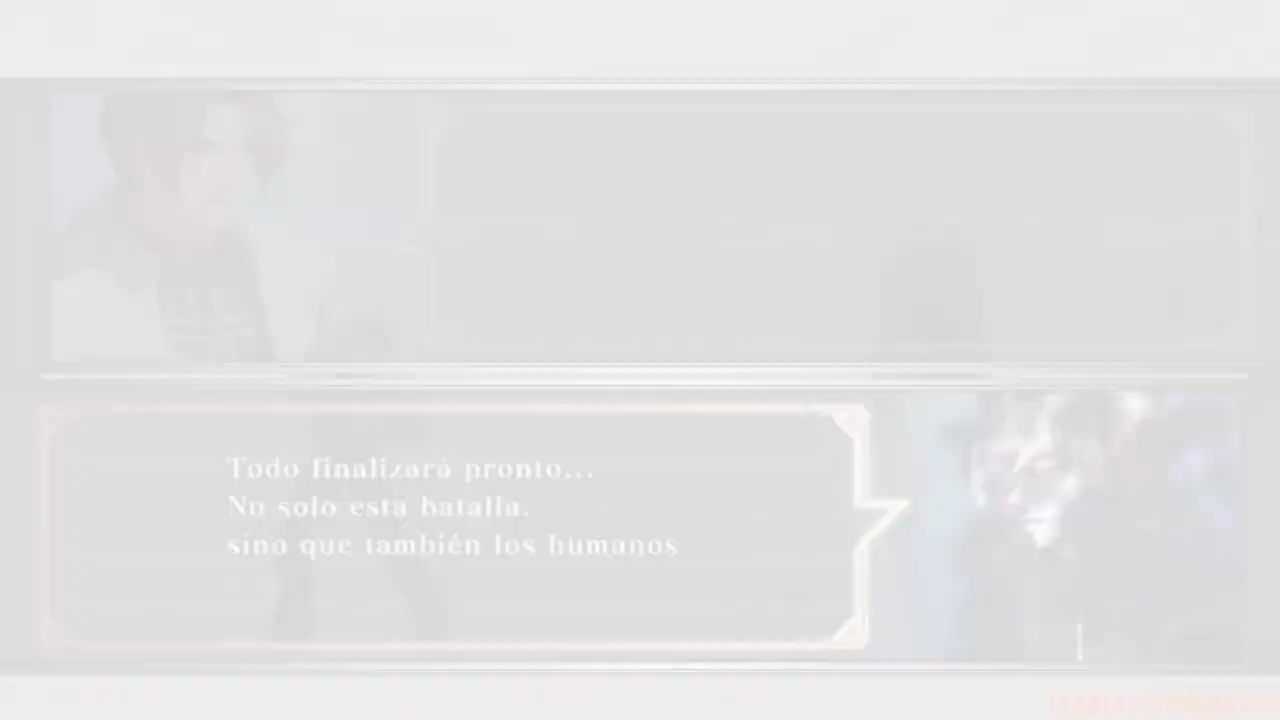 Todo finalizará pronto...
No solo esta batalla,
sino que también los humanos